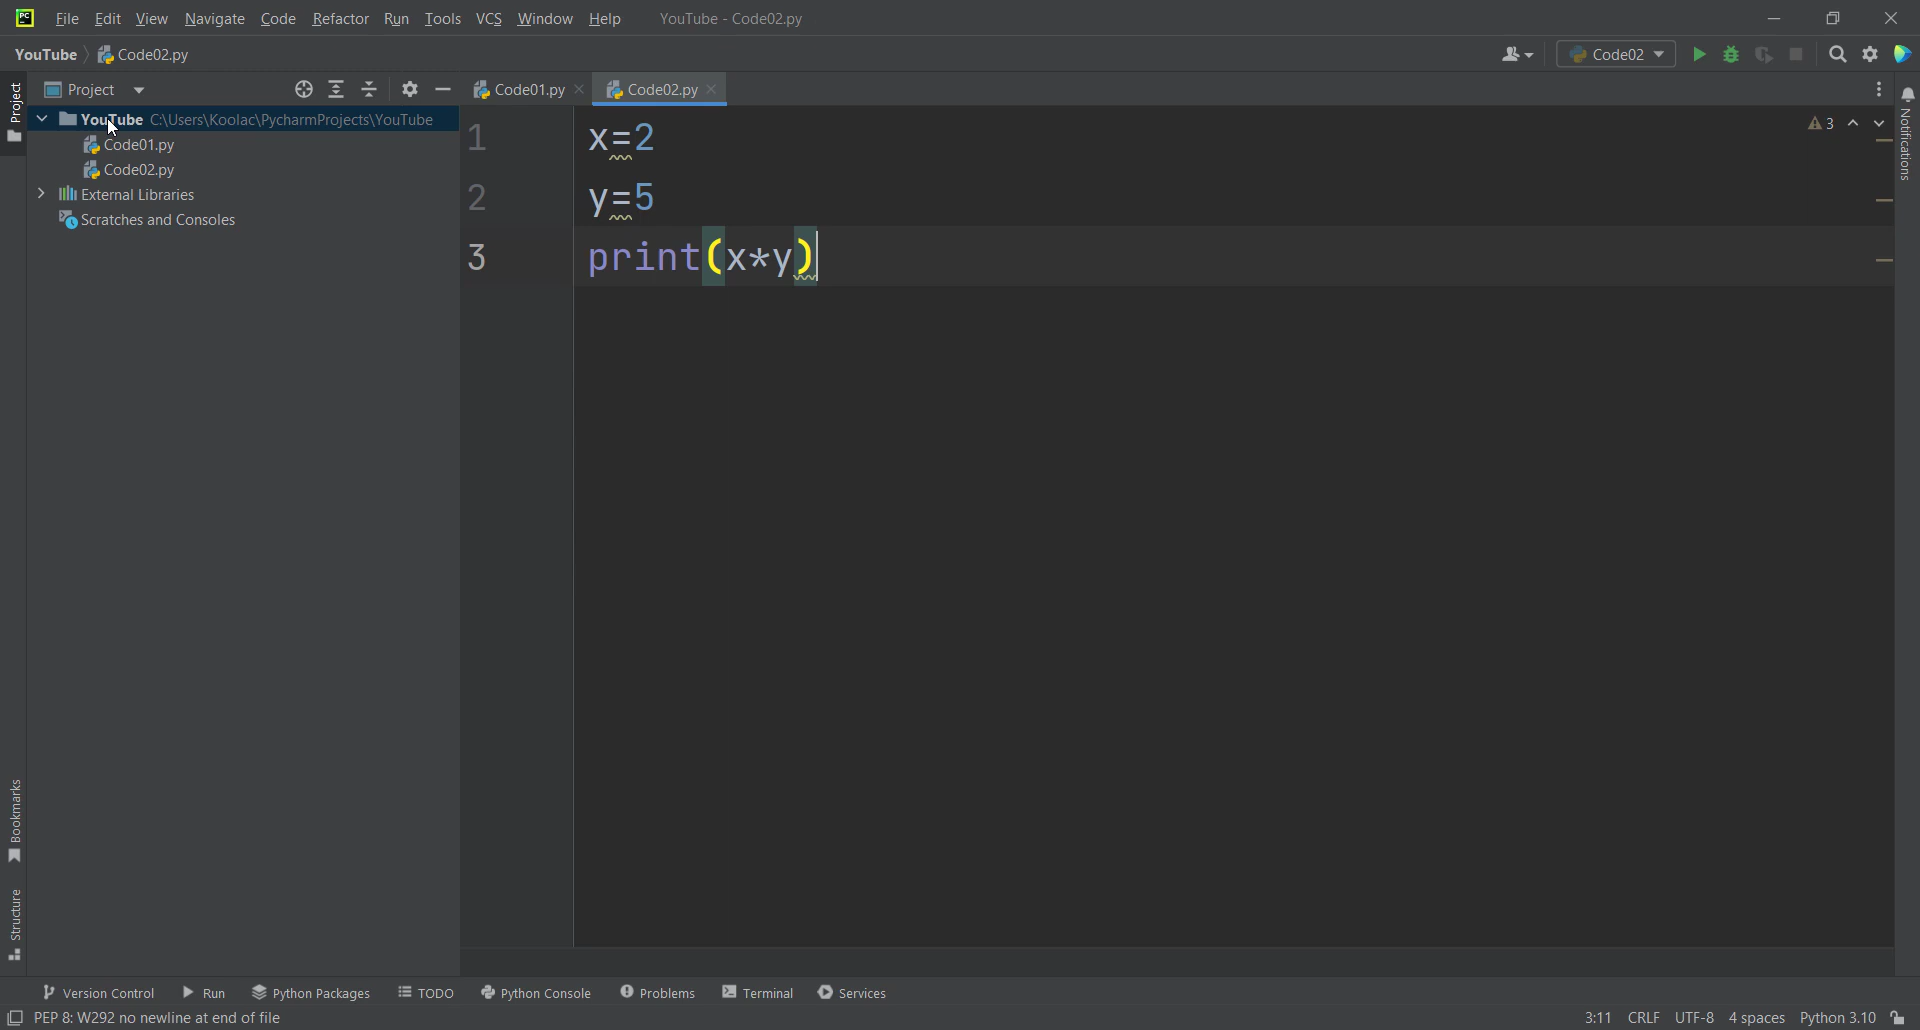 PC File Edit View Navigate Code Refactor Run Tools VCS Window Help YouTube - Code02.py
YouTube Code02.py Code02
Project Project Code01.py Code02.py
YouTube C:\Users\Koolac\PycharmProjects\YouTube
Code01.py
Code02.py
External Libraries
Scratches and Consoles
1 x=2
2 y=5
3 print(x*y)
3
Notifications
Bookmarks
Structure
Version Control Run Python Packages TODO Python Console Problems Terminal Services
PEP 8: W292 no newline at end of file 3:11 CRLF UTF-8 4 spaces Python 3.10